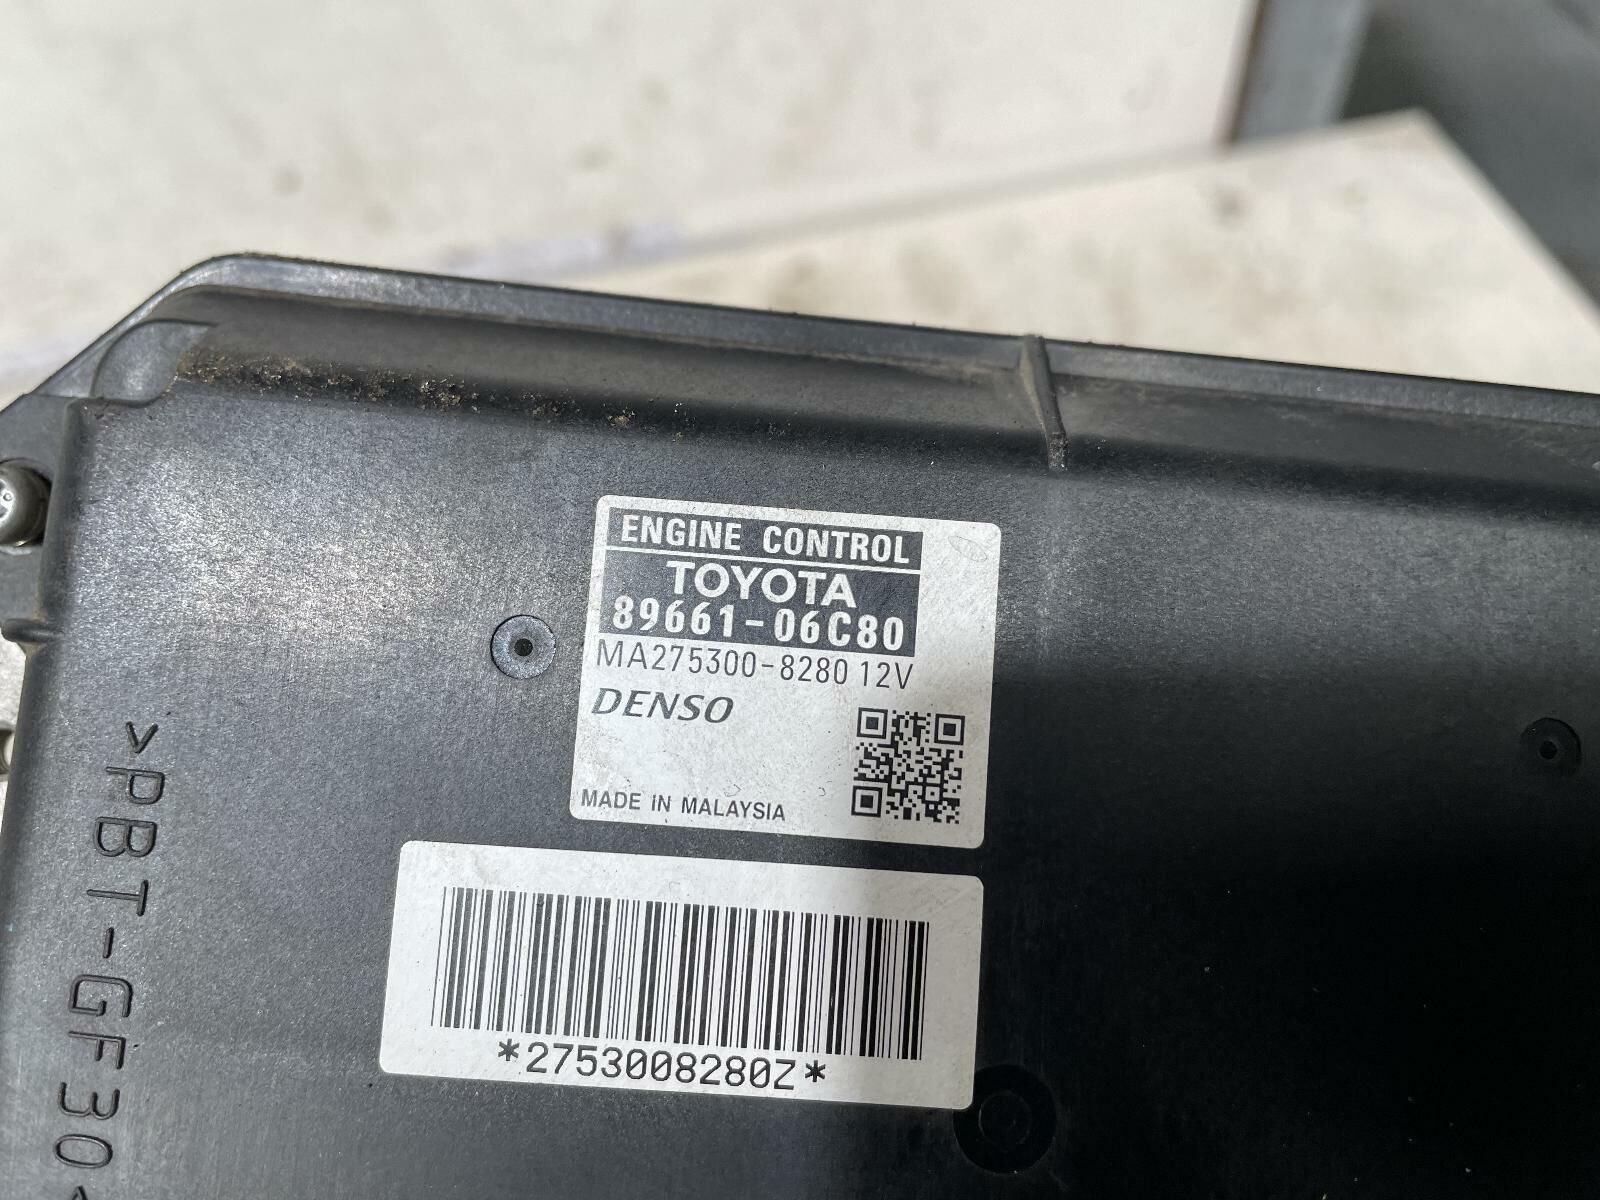 ENGINE CONTROL
TOYOTA
89661-06C80
MA275300-8280 12V
DENSO
MADE IN MALAYSIA
*2753008280Z*
>PBT-GF30<